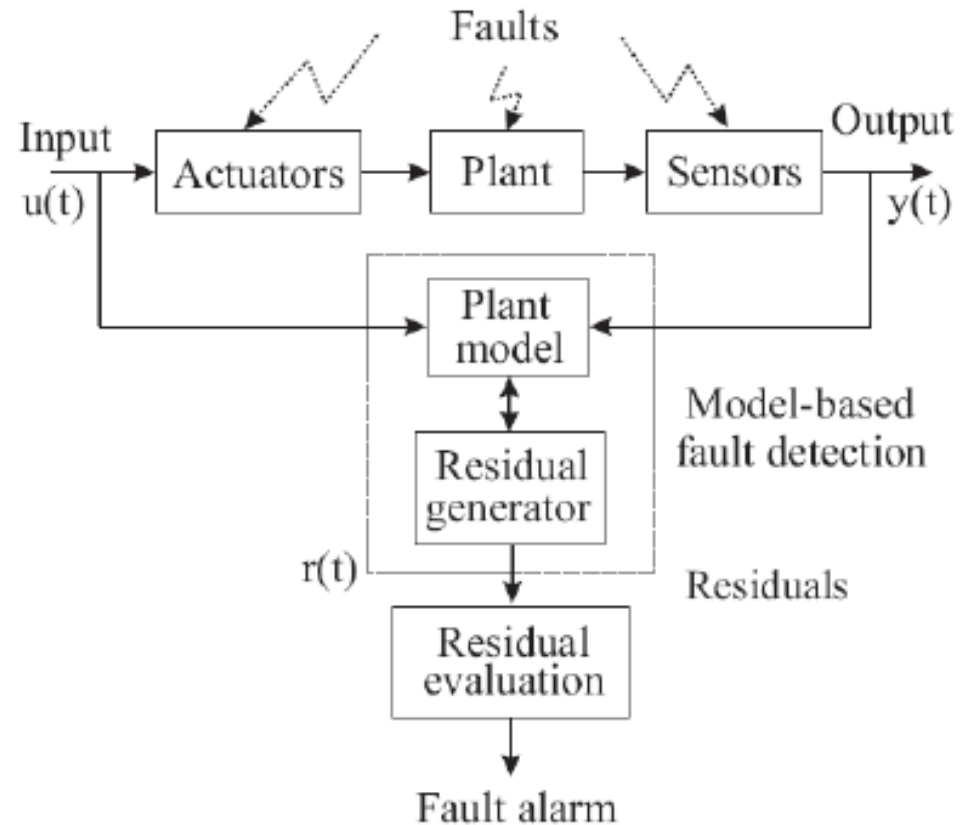 Faults
Input
Output
Actuators
Plant
Sensors
u(t)
y(t)
Plant
model
Model-based
fault detection
Residual
generator
r(t)
Residuals
Residual
evaluation
Fault alarm